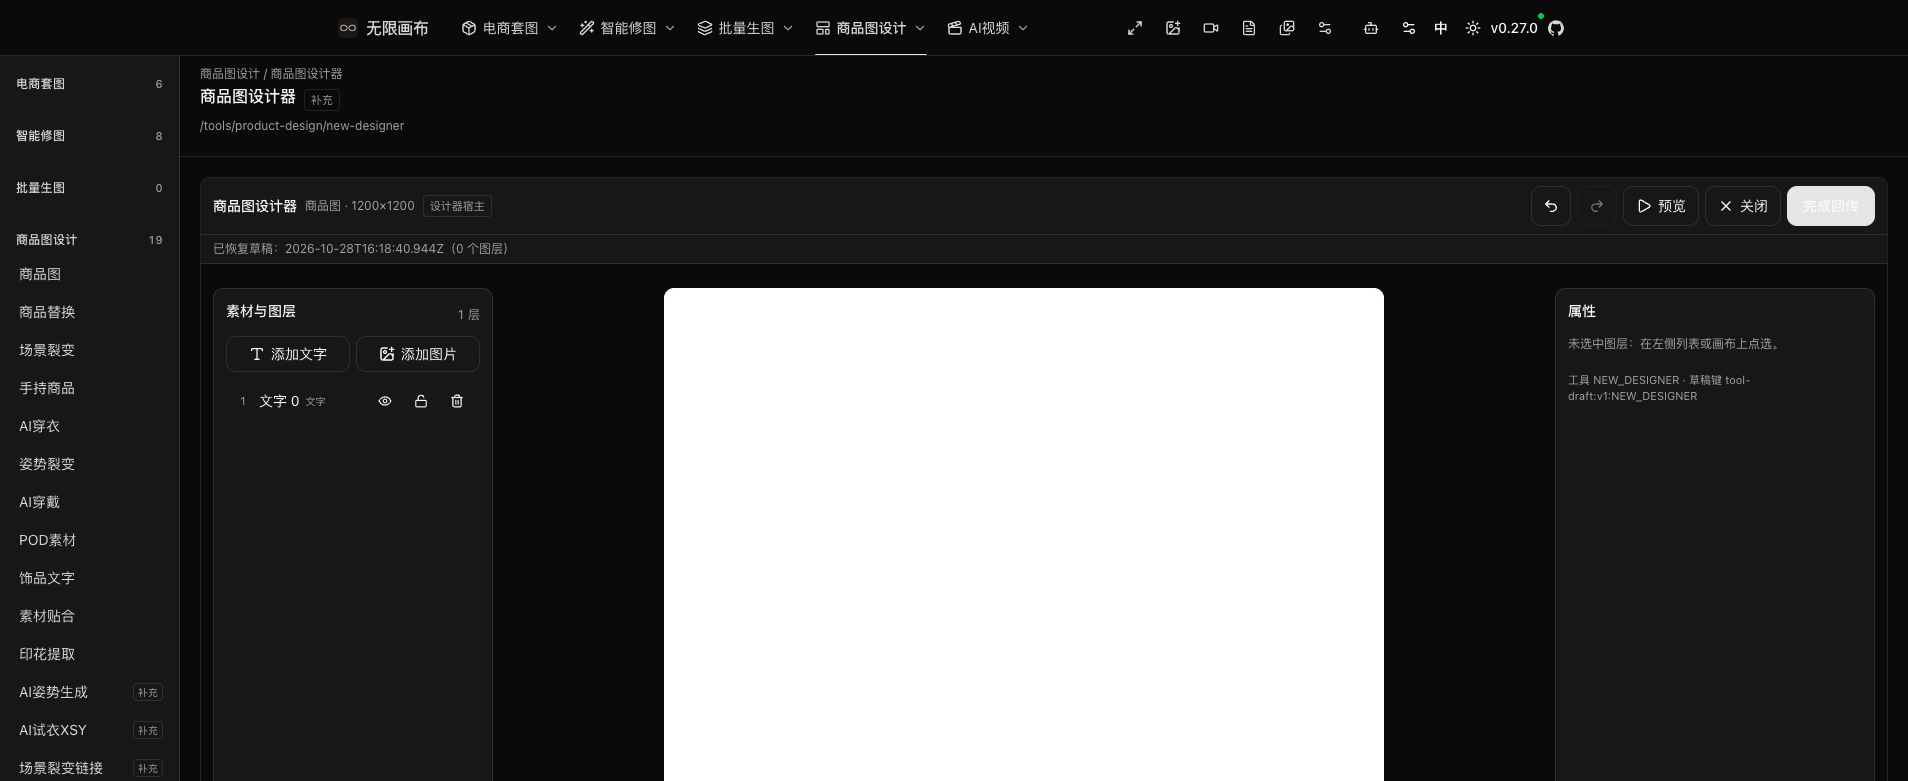 无限画布 电商套图 智能修图 批量生图 商品图设计 AI视频 中 v0.27.0
电商套图 6
智能修图 8
批量生图 0
商品图设计 19
商品图
商品替换
场景裂变
手持商品
AI穿衣
姿势裂变
AI穿戴
POD素材
饰品文字
素材贴合
印花提取
AI姿势生成 补充
AI试衣XSY 补充
场景裂变链接 补充
商品图设计 / 商品图设计器
商品图设计器 补充
/tools/product-design/new-designer
商品图设计器 商品图 · 1200×1200 设计器宿主 预览 关闭 完成回传
已恢复草稿：2026-10-28T16:18:40.944Z（0 个图层）
素材与图层 1 层
添加文字 添加图片
1 文字 0 文字
属性
未选中图层：在左侧列表或画布上点选。
工具 NEW_DESIGNER · 草稿键 tool-
draft:v1:NEW_DESIGNER